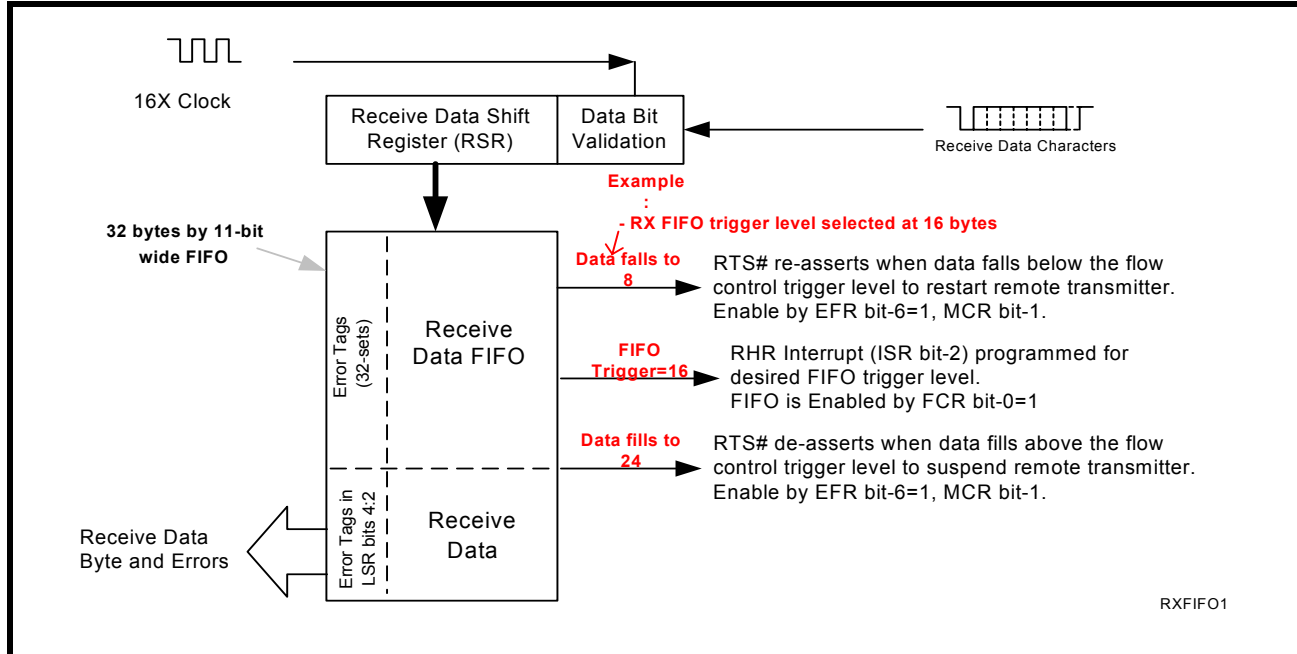 16X Clock
Receive Data Shift
Register (RSR)
Data Bit
Validation
Receive Data Characters
Example
:
- RX FIFO trigger level selected at 16 bytes
32 bytes by 11-bit
wide FIFO
Error Tags
(32-sets)
Receive
Data FIFO
Data falls to
8
RTS# re-asserts when data falls below the flow
control trigger level to restart remote transmitter.
Enable by EFR bit-6=1, MCR bit-1.
FIFO
Trigger=16
RHR Interrupt (ISR bit-2) programmed for
desired FIFO trigger level.
FIFO is Enabled by FCR bit-0=1
Data fills to
24
RTS# de-asserts when data fills above the flow
control trigger level to suspend remote transmitter.
Enable by EFR bit-6=1, MCR bit-1.
Error Tags in
LSR bits 4:2
Receive
Data
Receive Data
Byte and Errors
RXFIFO1